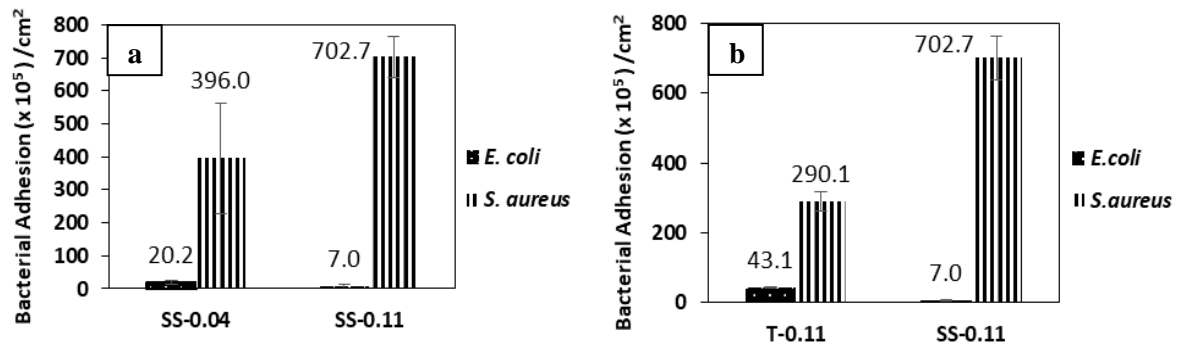 a
Bacterial Adhesion (x 10⁵) /cm²
800
700
600
500
400
300
200
100
0
20.2
396.0
7.0
702.7
SS-0.04
SS-0.11
E. coli
S. aureus
b
Bacterial Adhesion (x 10⁵) /cm²
800
600
400
200
0
43.1
290.1
7.0
702.7
T-0.11
SS-0.11
E.coli
S.aureus